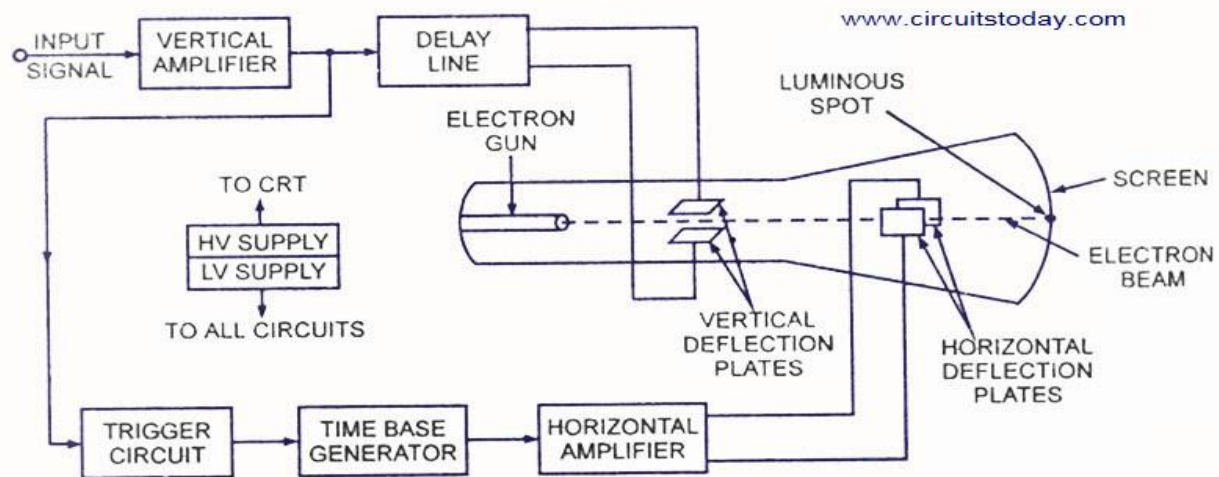 www.circuitstoday.com
INPUT
SIGNAL
VERTICAL
AMPLIFIER
DELAY
LINE
LUMINOUS
SPOT
ELECTRON
GUN
SCREEN
TO CRT
HV SUPPLY
LV SUPPLY
TO ALL CIRCUITS
ELECTRON
BEAM
VERTICAL
DEFLECTION
PLATES
HORIZONTAL
DEFLECTION
PLATES
TRIGGER
CIRCUIT
TIME BASE
GENERATOR
HORIZONTAL
AMPLIFIER